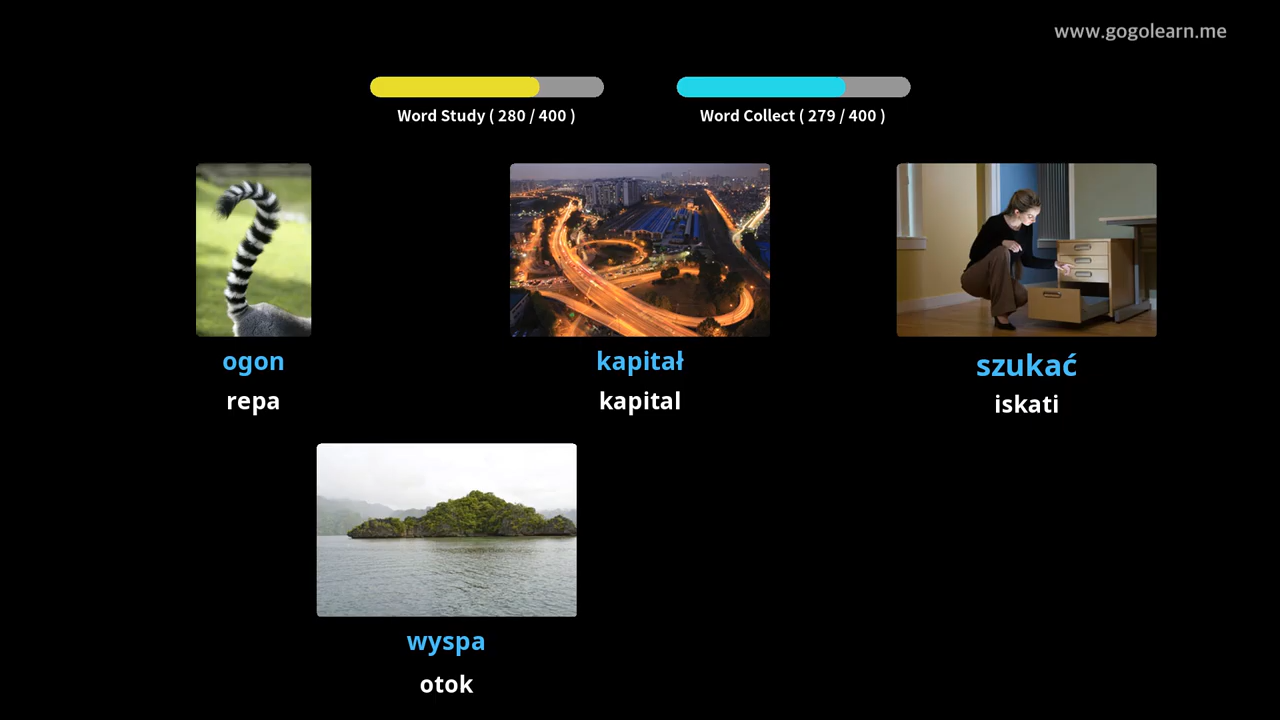 www.gogolearn.me
Word Study ( 280 / 400 )
Word Collect ( 279 / 400 )
ogon
repa
kapitał
kapital
szukać
iskati
wyspa
otok